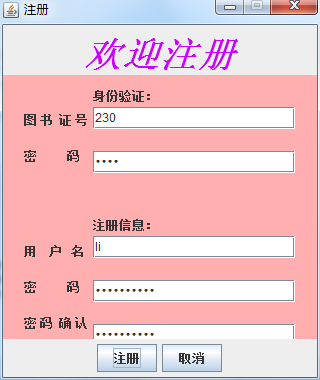 注册
欢迎注册
身份验证：
图书 证号 230
密 码 ••••
注册信息：
用 户 名 li
密 码 ••••••••••
密码 确认 ••••••••••
注册 取消